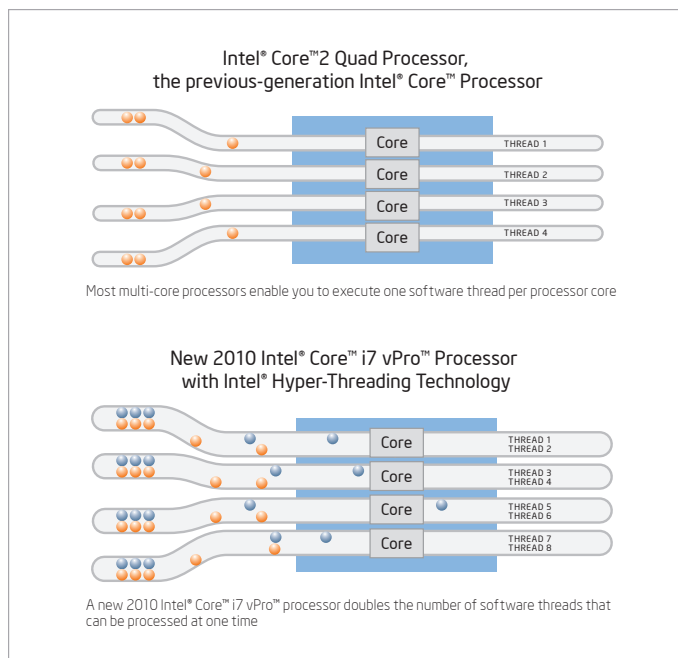 Intel® Core™2 Quad Processor,
the previous-generation Intel® Core™ Processor
Core
THREAD 1
Core
THREAD 2
Core
THREAD 3
Core
THREAD 4
Most multi-core processors enable you to execute one software thread per processor core
New 2010 Intel® Core™ i7 vPro™ Processor
with Intel® Hyper-Threading Technology
Core
THREAD 1
THREAD 2
Core
THREAD 3
THREAD 4
Core
THREAD 5
THREAD 6
Core
THREAD 7
THREAD 8
A new 2010 Intel® Core™ i7 vPro™ processor doubles the number of software threads that
can be processed at one time